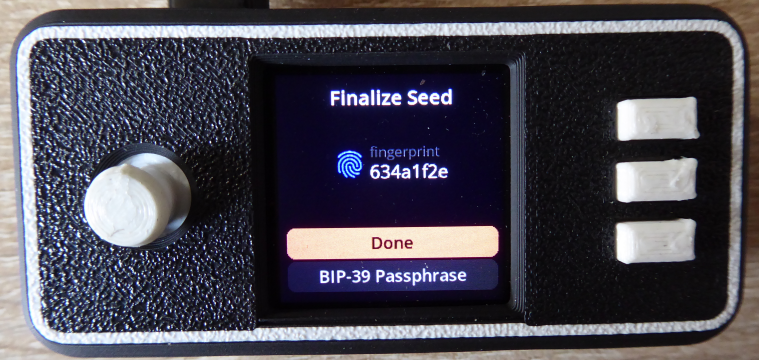 Finalize Seed
fingerprint
634a1f2e
Done
BIP-39 Passphrase